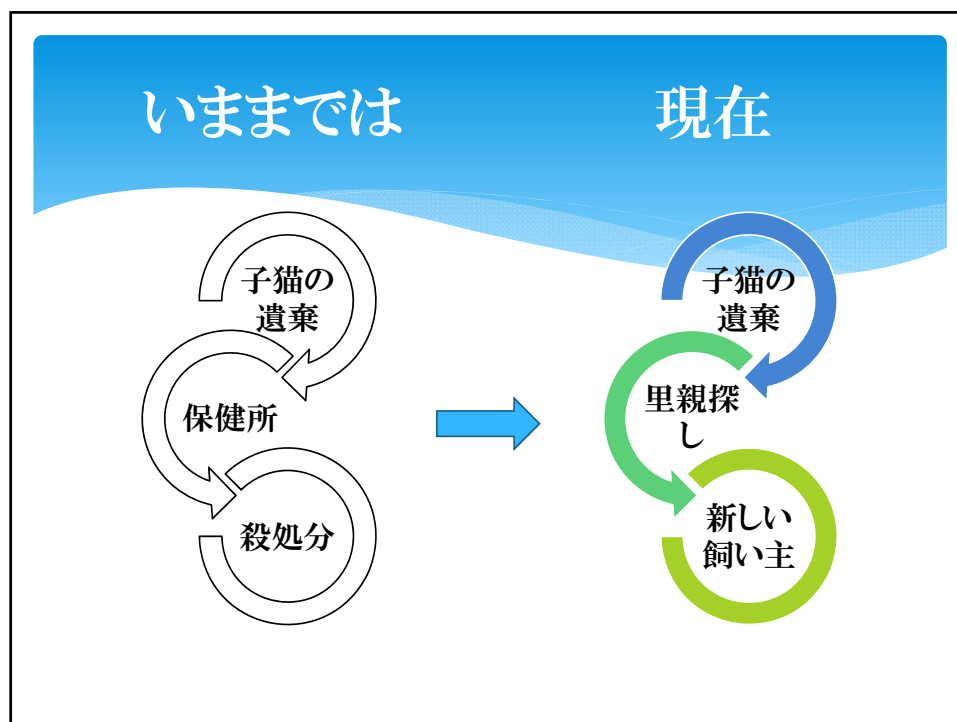 いままでは
現在
子猫の
遺棄
保健所
殺処分
子猫の
遺棄
里親探
し
新しい
飼い主